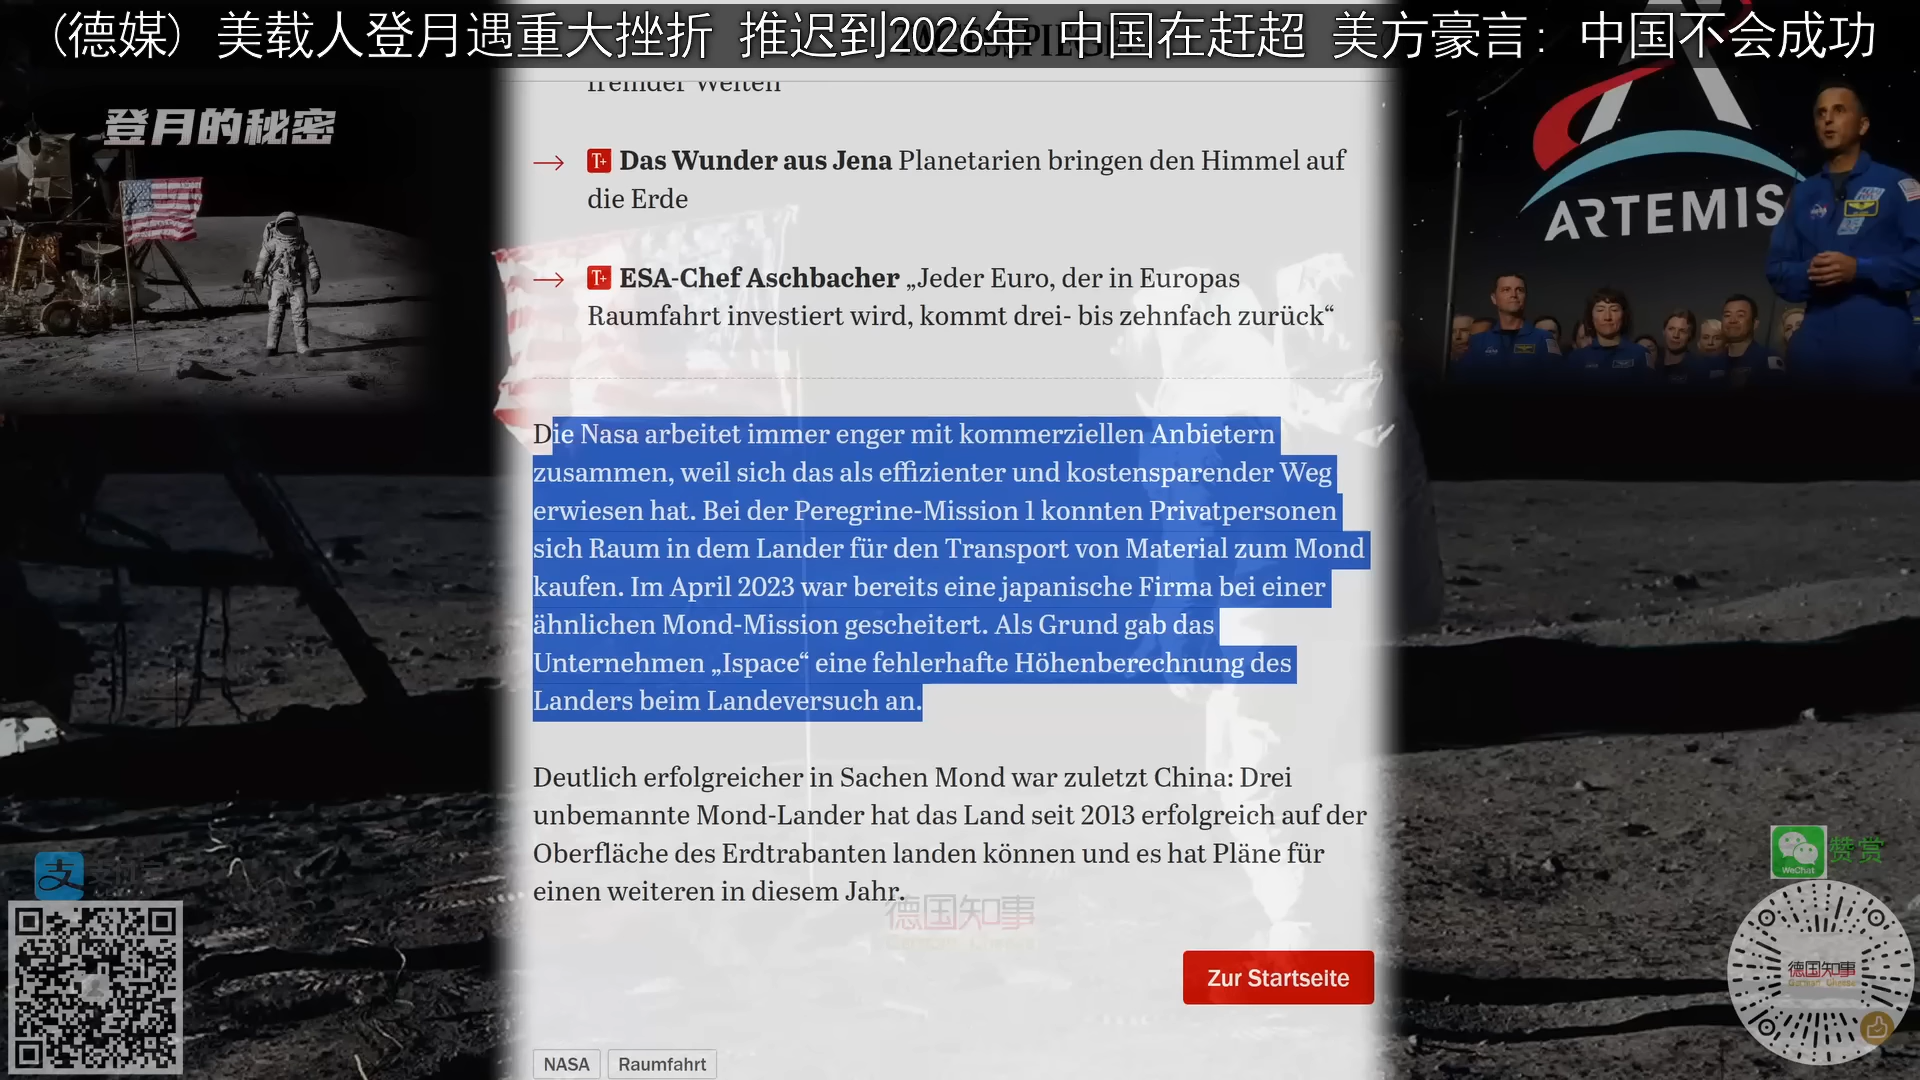 （德媒） 美载人登月遇重大挫折 推迟到2026年 中国在赶超 美方豪言：中国不会成功
fremder Welten
登月的秘密
ARTEMIS
→ T+ Das Wunder aus Jena Planetarien bringen den Himmel auf
die Erde
→ T+ ESA-Chef Aschbacher „Jeder Euro, der in Europas
Raumfahrt investiert wird, kommt drei- bis zehnfach zurück“
Die Nasa arbeitet immer enger mit kommerziellen Anbietern
zusammen, weil sich das als effizienter und kostensparender Weg
erwiesen hat. Bei der Peregrine-Mission 1 konnten Privatpersonen
sich Raum in dem Lander für den Transport von Material zum Mond
kaufen. Im April 2023 war bereits eine japanische Firma bei einer
ähnlichen Mond-Mission gescheitert. Als Grund gab das
Unternehmen „Ispace“ eine fehlerhafte Höhenberechnung des
Landers beim Landeversuch an.
Deutlich erfolgreicher in Sachen Mond war zuletzt China: Drei
unbemannte Mond-Lander hat das Land seit 2013 erfolgreich auf der
Oberfläche des Erdtrabanten landen können und es hat Pläne für
einen weiteren in diesem Jahr.
德国知事
支
WeChat
赞赏
德国知事
Zur Startseite
NASA
Raumfahrt